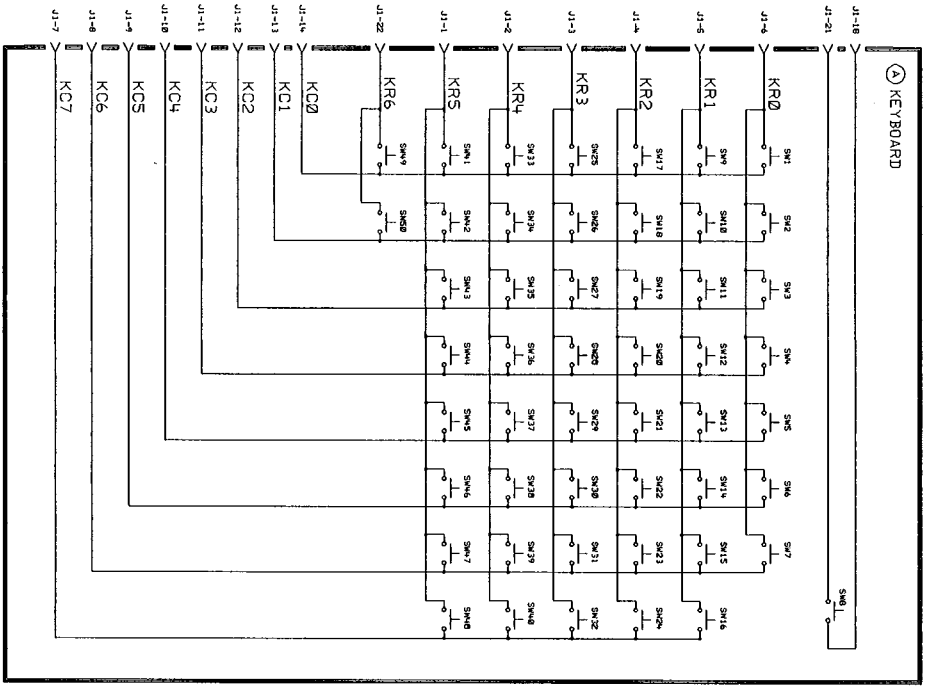 A KEYBOARD
J1-18
J1-21 SW8
SW1 SW2 SW3 SW4 SW5 SW6 SW7
J1-6 KR0
SW9 SW10 SW11 SW12 SW13 SW14 SW15 SW16
J1-5 KR1
SW17 SW18 SW19 SW20 SW21 SW22 SW23 SW24
J1-4 KR2
SW25 SW26 SW27 SW28 SW29 SW30 SW31 SW32
J1-3 KR3
SW33 SW34 SW35 SW36 SW37 SW38 SW39 SW40
J1-2 KR4
SW41 SW42 SW43 SW44 SW45 SW46 SW47 SW48
J1-1 KR5
SW49 SW50
J1-22 KR6
J1-14 KC0
J1-13 KC1
J1-12 KC2
J1-11 KC3
J1-10 KC4
J1-9 KC5
J1-8 KC6
J1-7 KC7